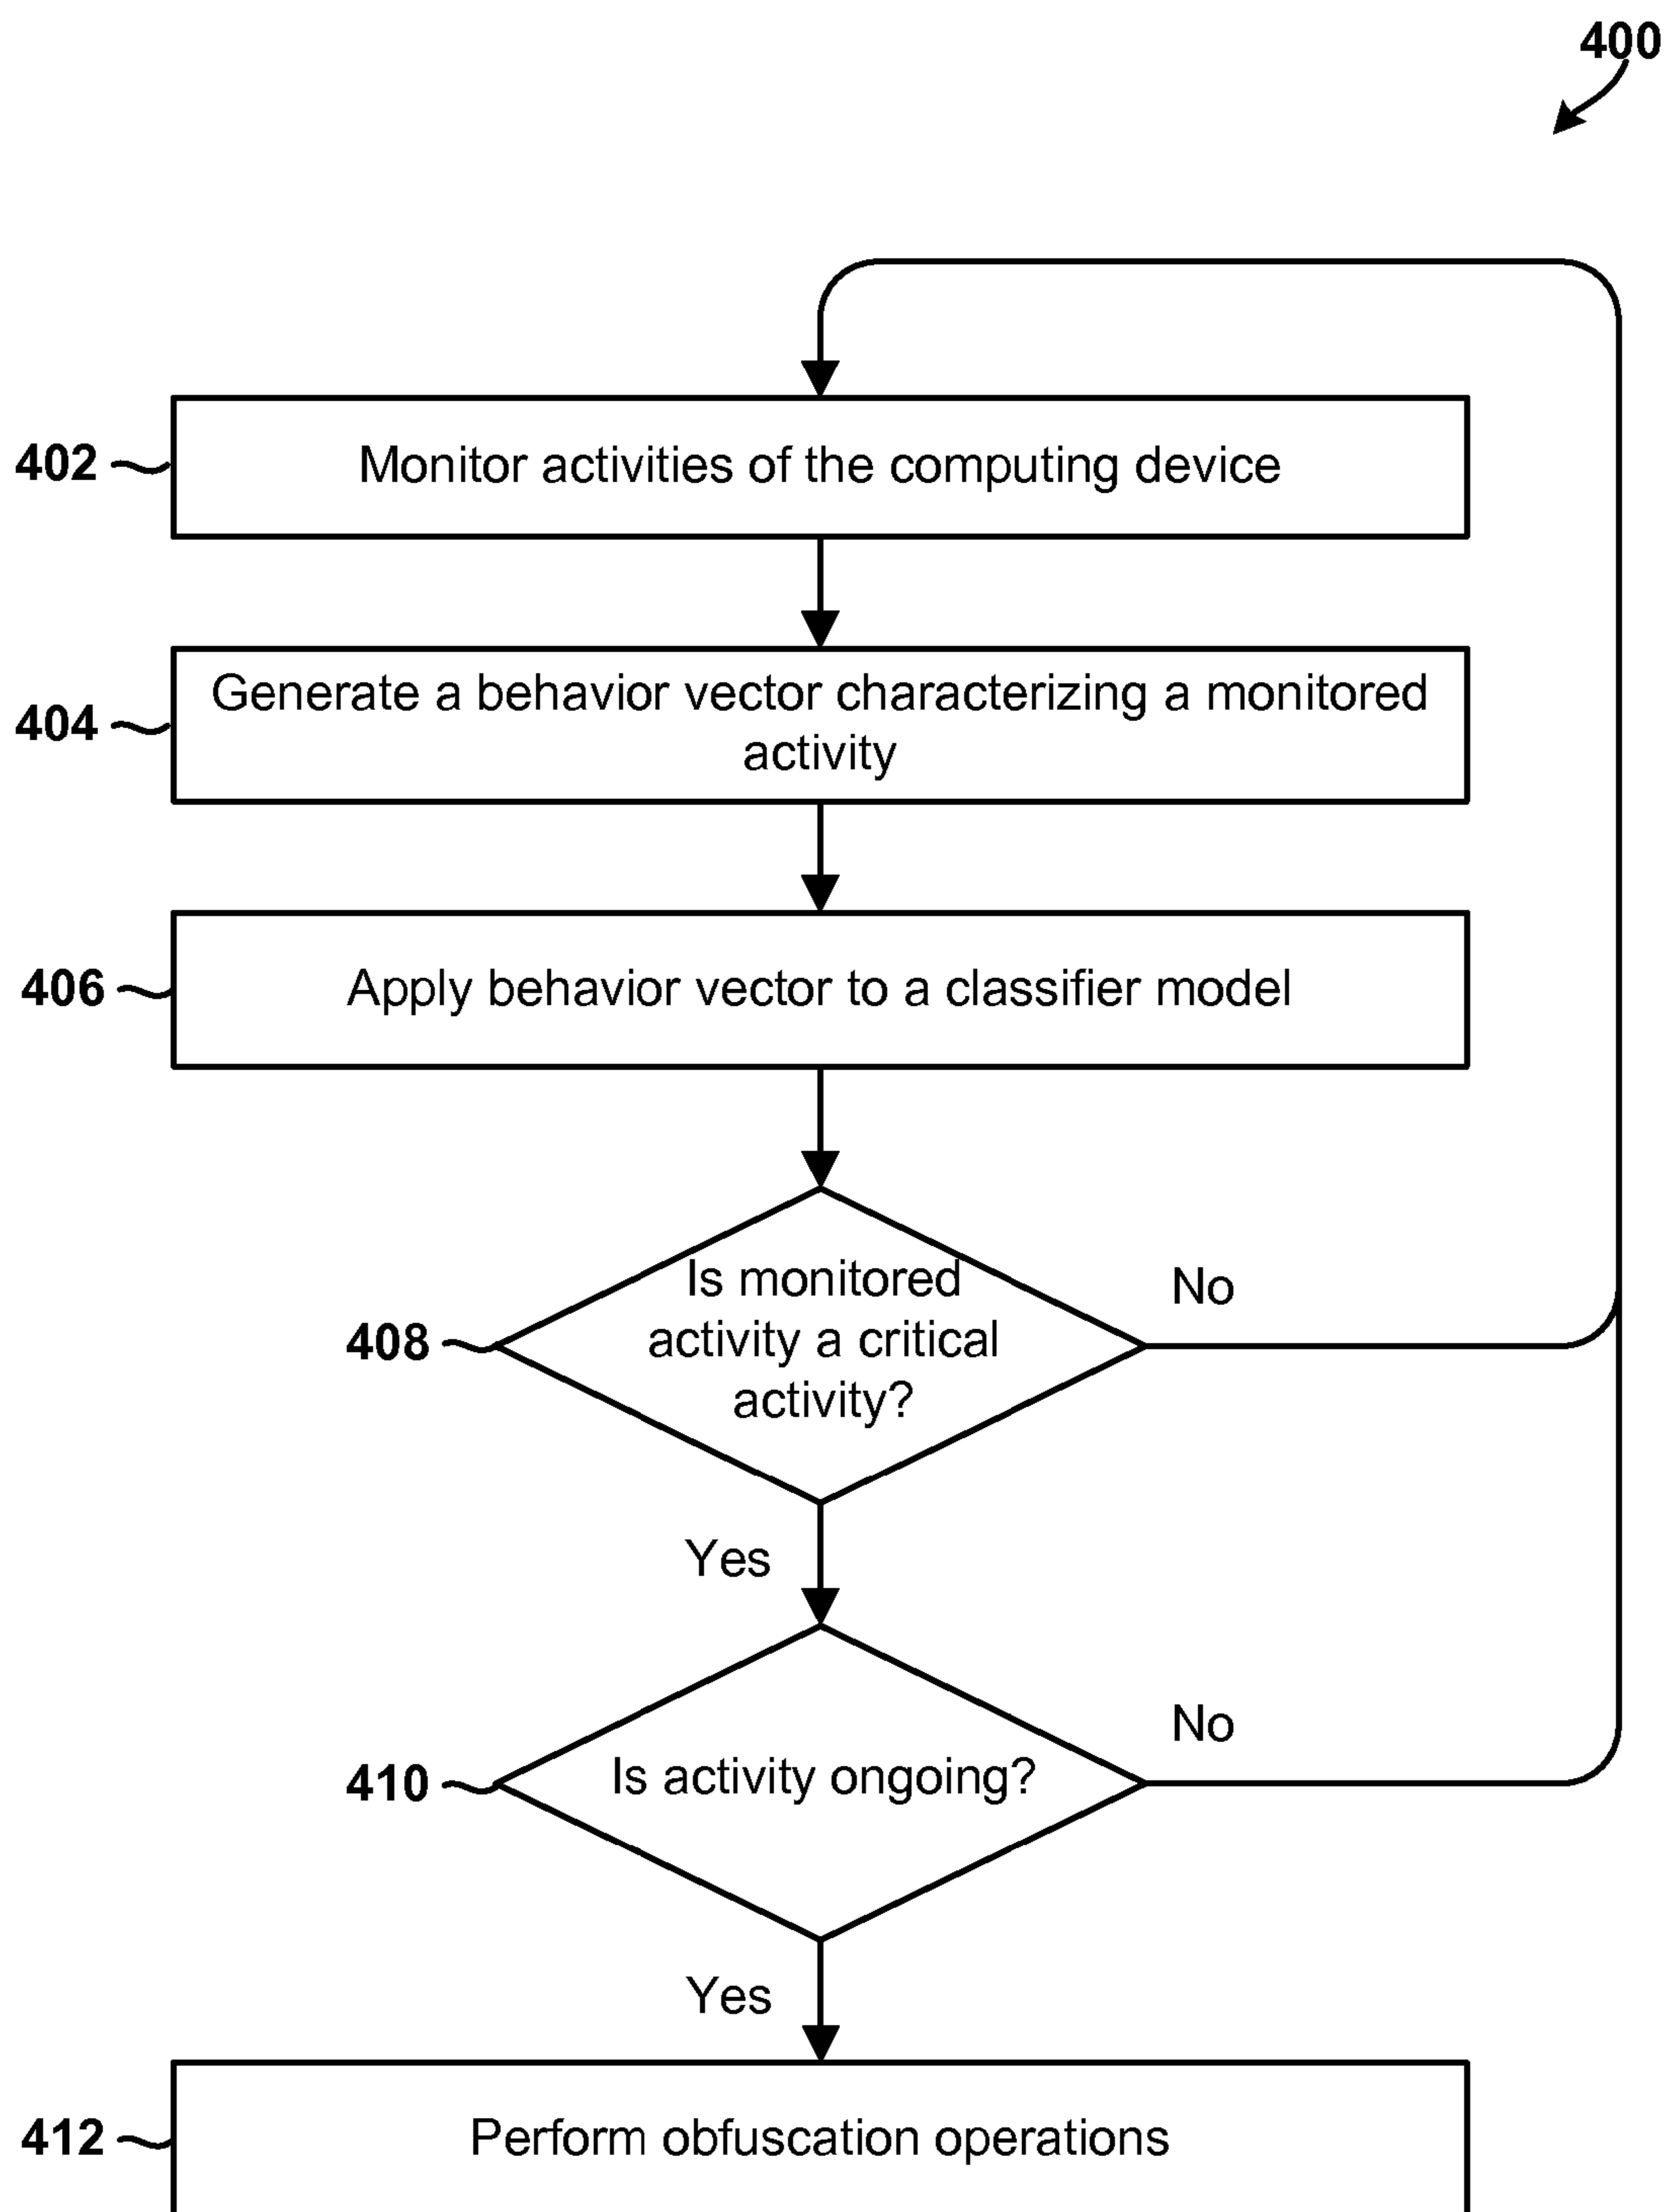 400
402
Monitor activities of the computing device
404
Generate a behavior vector characterizing a monitored
activity
406
Apply behavior vector to a classifier model
408
Is monitored
activity a critical
activity?
No
Yes
410
Is activity ongoing?
No
Yes
412
Perform obfuscation operations